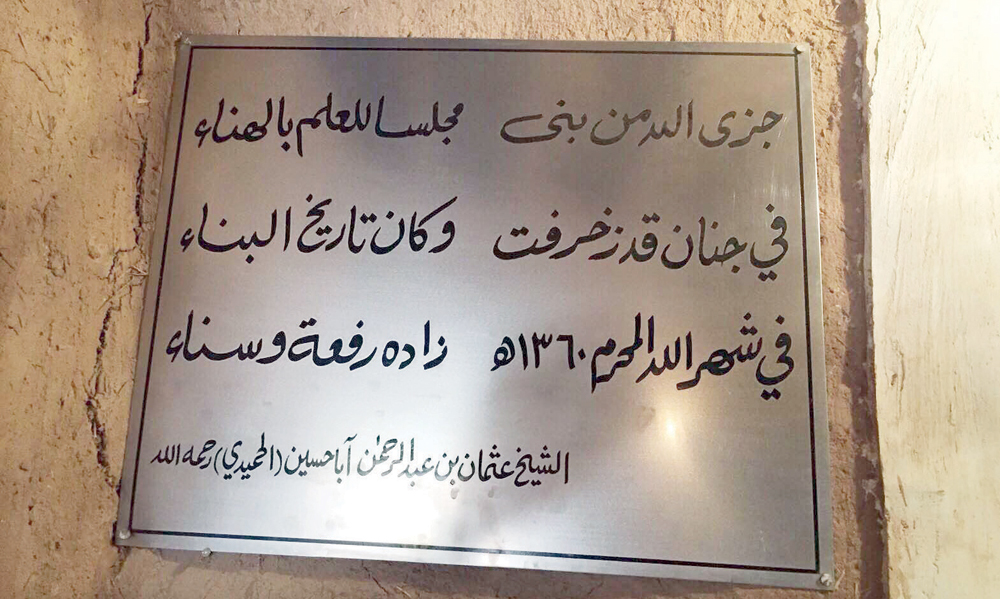 جزى الله من بنى مجلسا للعلم بالهناء
في جنان قد زخرفت وكان تاريخ البناء
في شهر الله المحرم ١٣٦٠ه زاده رفعة وسناء
الشيخ عثمان بن عبدالرحمن آباحسين (الحميدي) رحمه الله